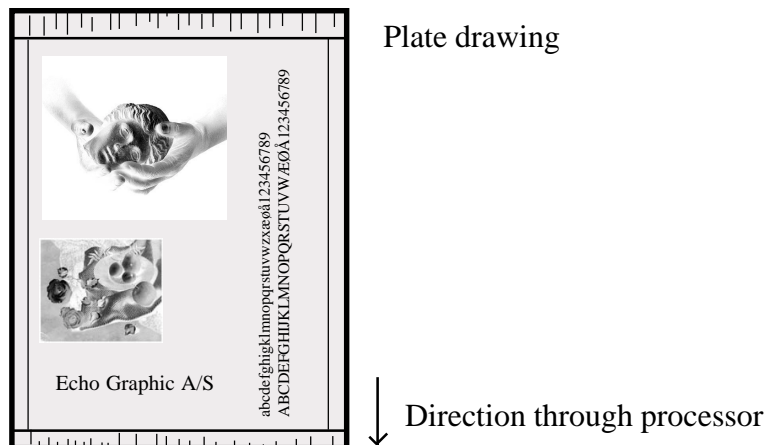 Plate drawing
abcdefghigklmnopqrstuvwzxæøå123456789
ABCDEFGHIJKLMNOPQRSTUVWÆØÅ123456789
Echo Graphic A/S
Direction through processor